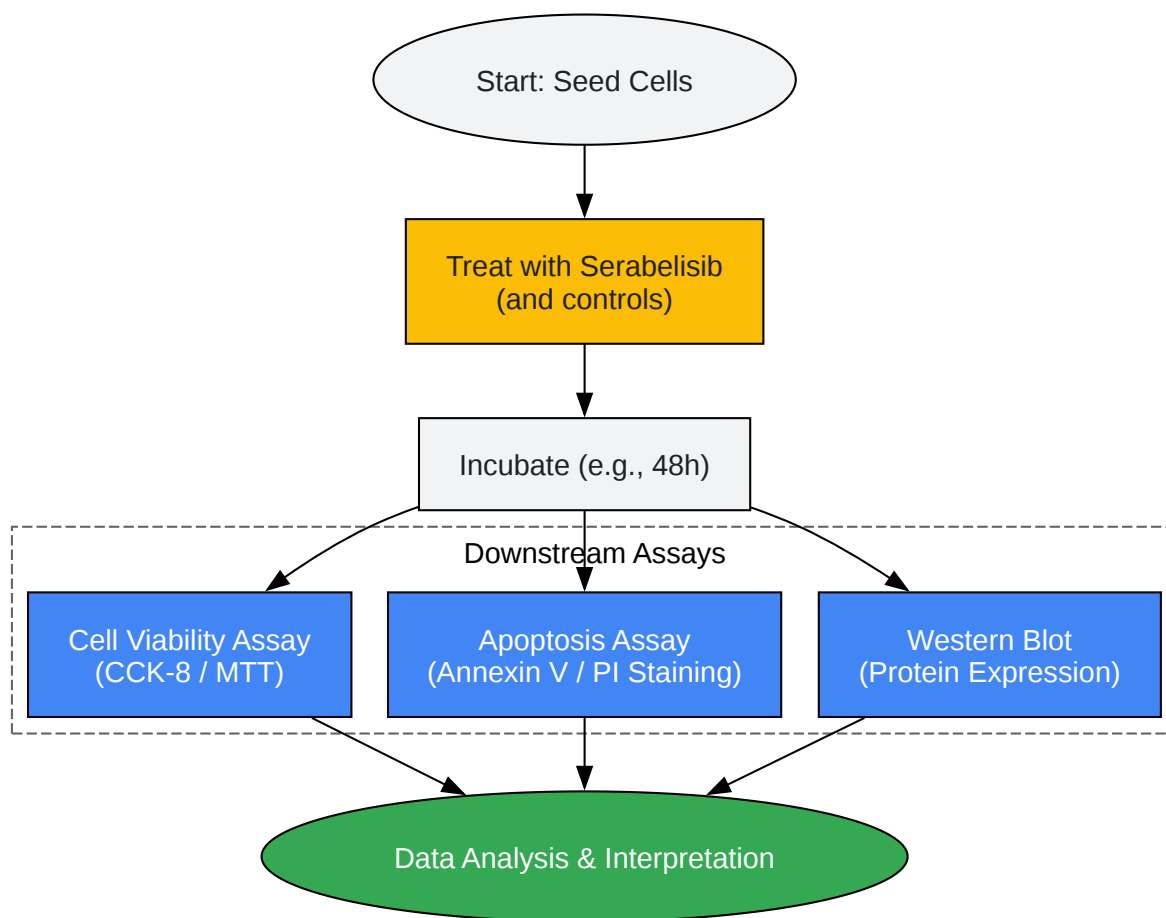 Start: Seed Cells
Treat with Serabelisib
(and controls)
Incubate (e.g., 48h)
Downstream Assays
Cell Viability Assay
(CCK-8 / MTT)
Apoptosis Assay
(Annexin V / PI Staining)
Western Blot
(Protein Expression)
Data Analysis & Interpretation